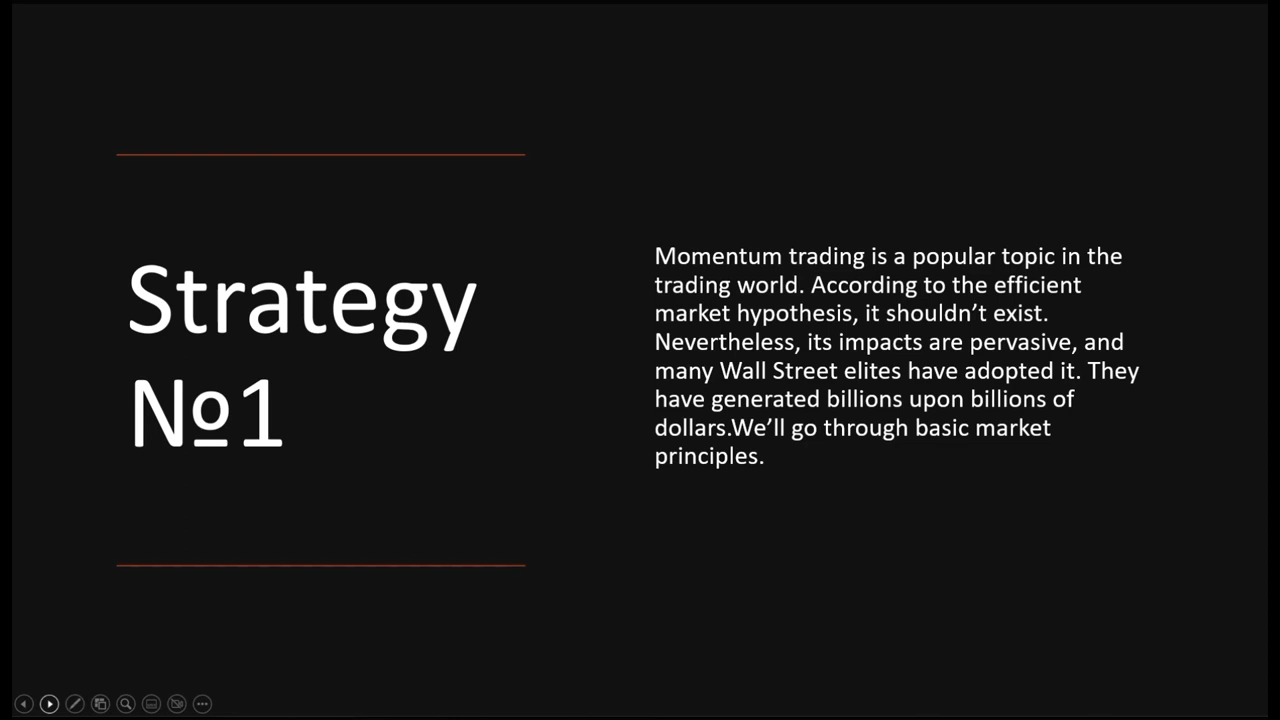 Strategy
№1
Momentum trading is a popular topic in the
trading world. According to the efficient
market hypothesis, it shouldn’t exist.
Nevertheless, its impacts are pervasive, and
many Wall Street elites have adopted it. They
have generated billions upon billions of
dollars.We’ll go through basic market
principles.